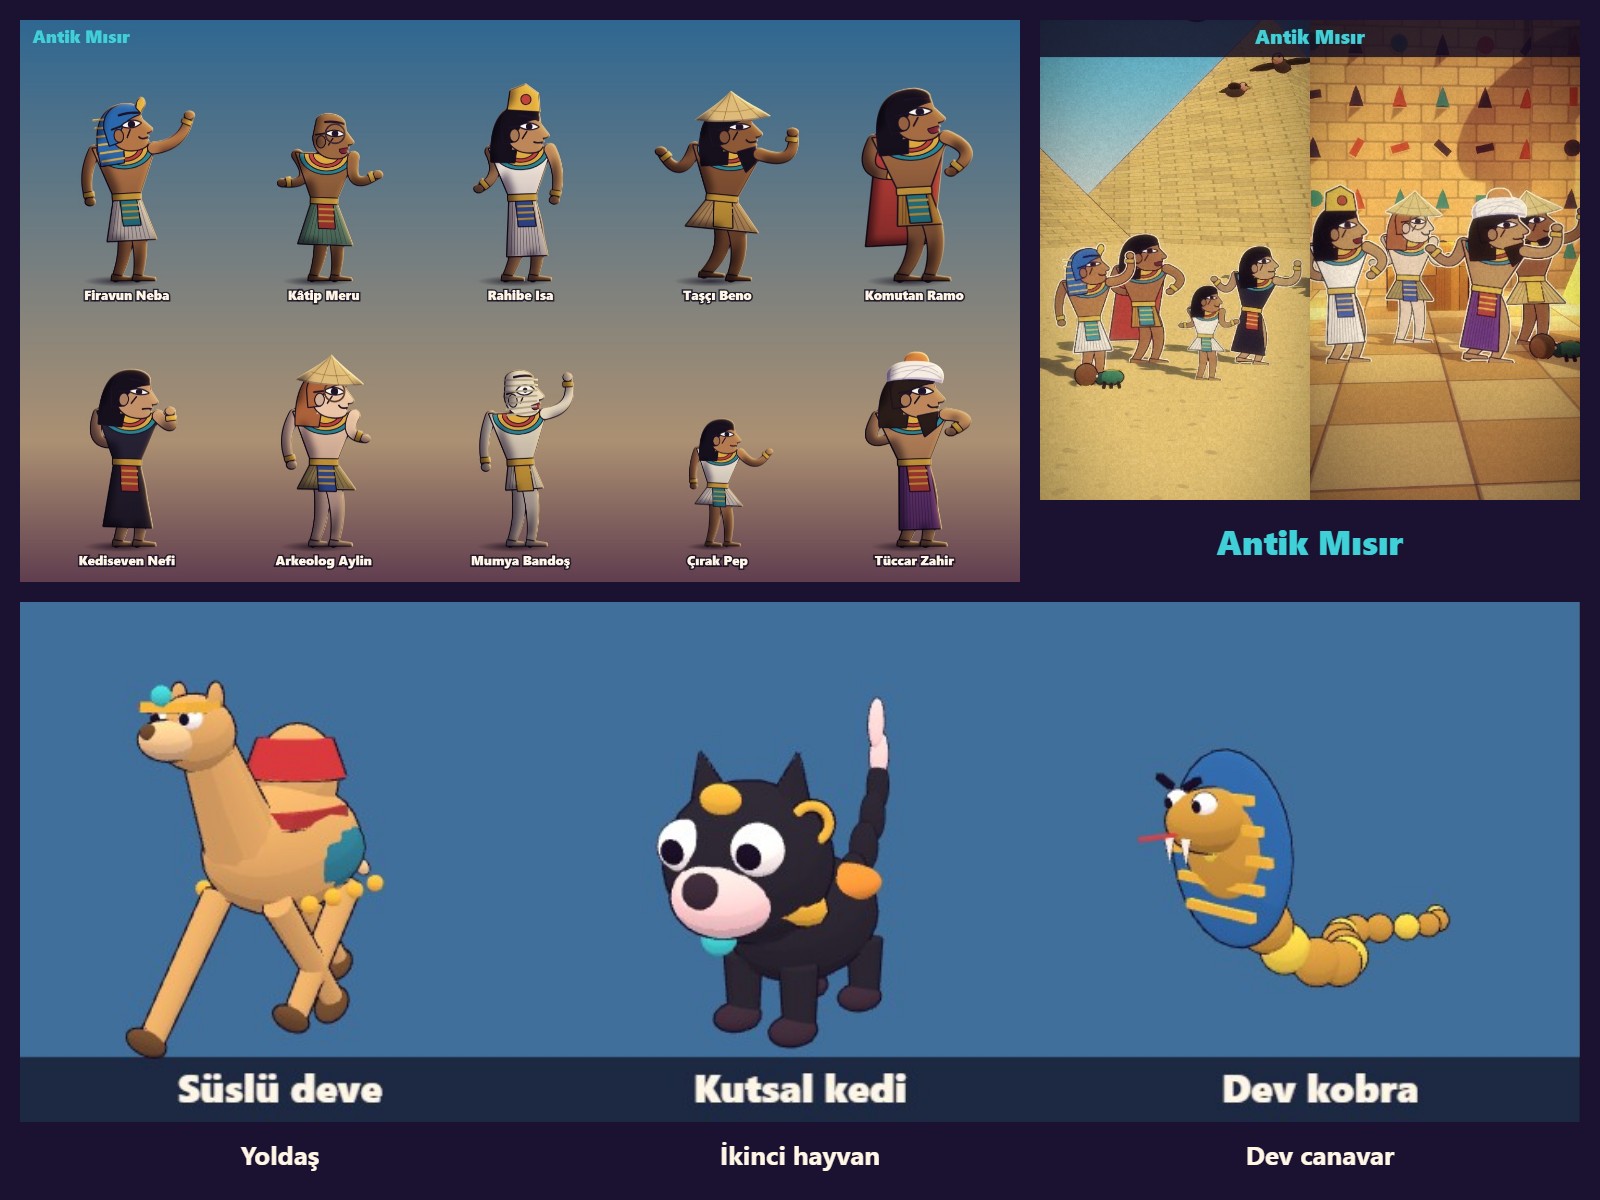 Antik Mısır
Firavun Neba
Kâtip Meru
Rahibe Isa
Taşçı Beno
Komutan Ramo
Kediseven Nefi
Arkeolog Aylin
Mumya Bandoş
Çırak Pep
Tüccar Zahir
Antik Mısır
Antik Mısır
Süslü deve
Kutsal kedi
Dev kobra
Yoldaş
İkinci hayvan
Dev canavar